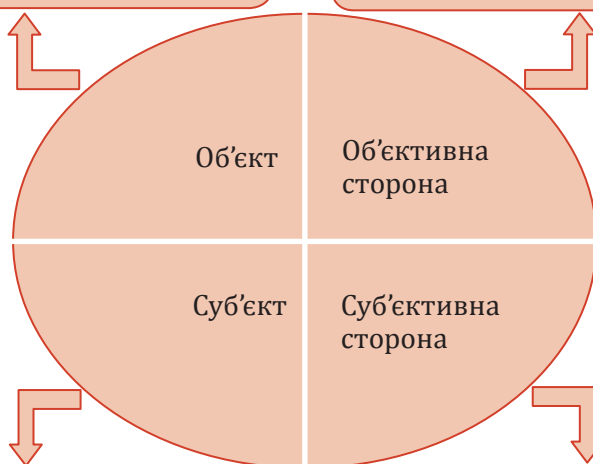 Об’єкт
Об’єктивна
сторона
Суб’єкт
Суб’єктивна
сторона